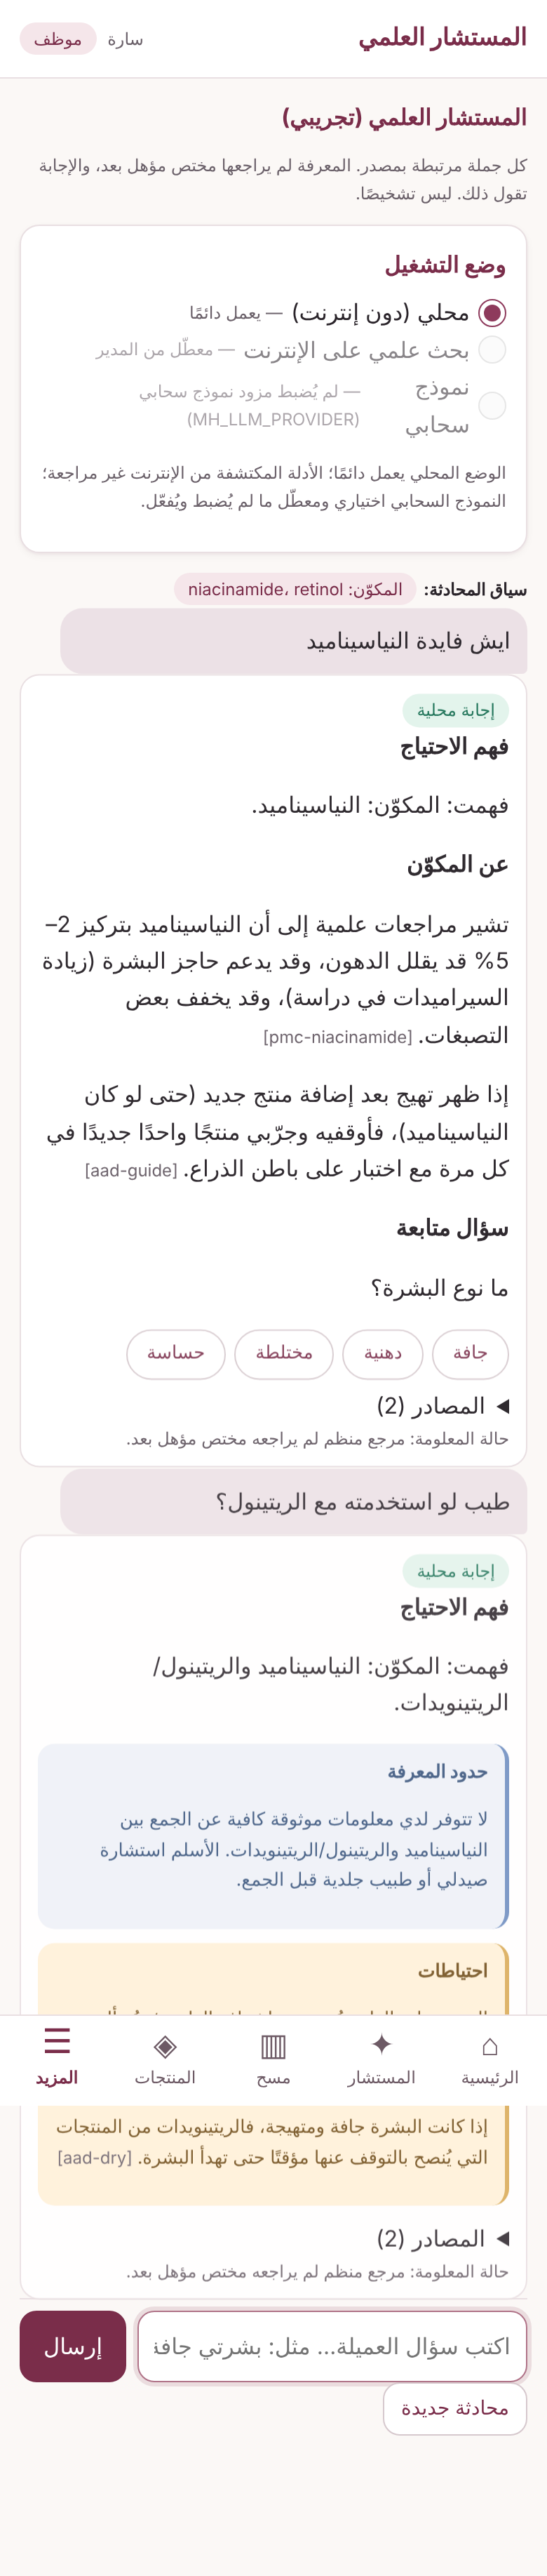 المستشار العلمي
سارة
موظف
المستشار العلمي (تجريبي)
كل جملة مرتبطة بمصدر. المعرفة لم يراجعها مختص مؤهل بعد، والإجابة
تقول ذلك. ليس تشخيصًا.
وضع التشغيل
محلي (دون إنترنت) — يعمل دائمًا
بحث علمي على الإنترنت — معطّل من المدير
نموذج
سحابي
— لم يُضبط مزود نموذج سحابي
(MH_LLM_PROVIDER)
الوضع المحلي يعمل دائمًا؛ الأدلة المكتشفة من الإنترنت غير مراجعة؛
النموذج السحابي اختياري ومعطّل ما لم يُضبط ويُفعّل.
سياق المحادثة: المكوّن: niacinamide، retinol
ايش فايدة النياسيناميد
إجابة محلية
فهم الاحتياج
فهمت: المكوّن: النياسيناميد.
عن المكوّن
تشير مراجعات علمية إلى أن النياسيناميد بتركيز 2–
5% قد يقلل الدهون، وقد يدعم حاجز البشرة (زيادة
السيراميدات في دراسة)، وقد يخفف بعض
التصبغات. [pmc-niacinamide]
إذا ظهر تهيج بعد إضافة منتج جديد (حتى لو كان
النياسيناميد)، فأوقفيه وجرّبي منتجًا واحدًا جديدًا في
كل مرة مع اختبار على باطن الذراع. [aad-guide]
سؤال متابعة
ما نوع البشرة؟
جافة
دهنية
مختلطة
حساسة
المصادر (2)
حالة المعلومة: مرجع منظم لم يراجعه مختص مؤهل بعد.
طيب لو استخدمته مع الريتينول؟
إجابة محلية
فهم الاحتياج
فهمت: المكوّن: النياسيناميد والريتينول/
الريتينويدات.
حدود المعرفة
لا تتوفر لدي معلومات موثوقة كافية عن الجمع بين
النياسيناميد والريتينول/الريتينويدات. الأسلم استشارة
صيدلي أو طبيب جلدية قبل الجمع.
احتياطات
الرئيسية
المستشار
مسح
المنتجات
المزيد
إذا كانت البشرة جافة ومتهيجة، فالريتينويدات من المنتجات
التي يُنصح بالتوقف عنها مؤقتًا حتى تهدأ البشرة. [aad-dry]
المصادر (2)
حالة المعلومة: مرجع منظم لم يراجعه مختص مؤهل بعد.
اكتب سؤال العميلة... مثل: بشرتي جافة
إرسال
محادثة جديدة